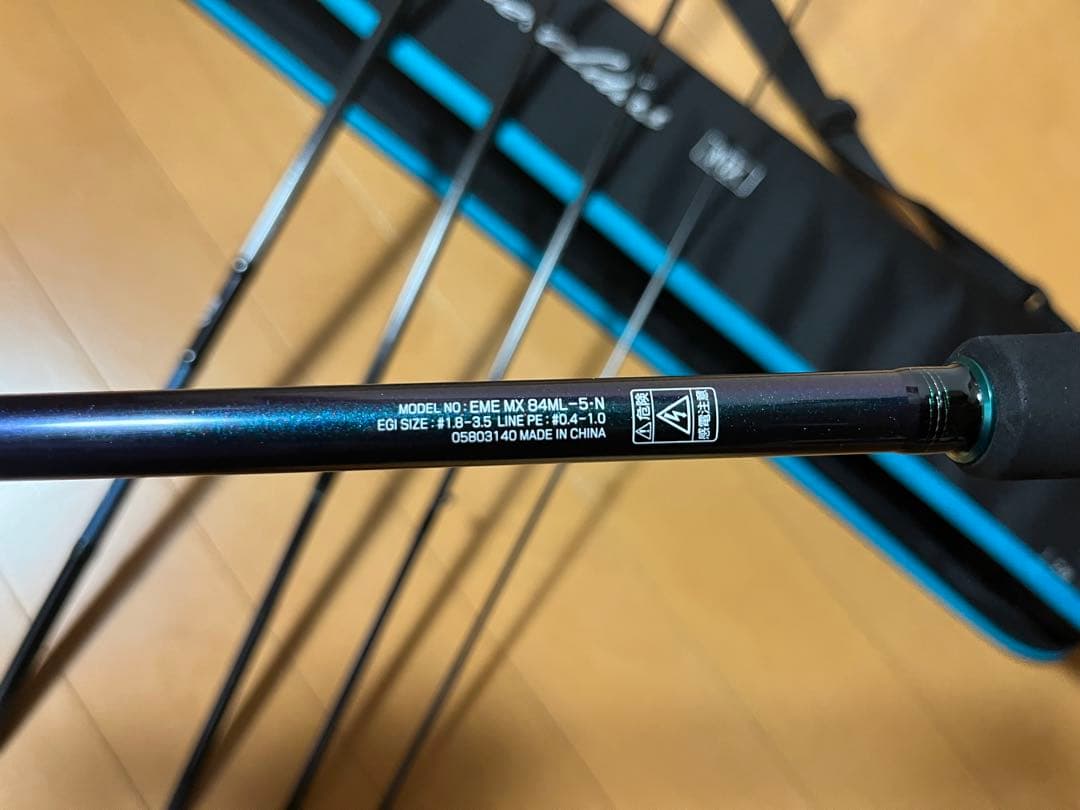 MODEL NO : EME MX 84ML-5·N
EGI SIZE : #1.8-3.5 LINE PE : #0.4-1.0
05803140 MADE IN CHINA
危険
感電注意